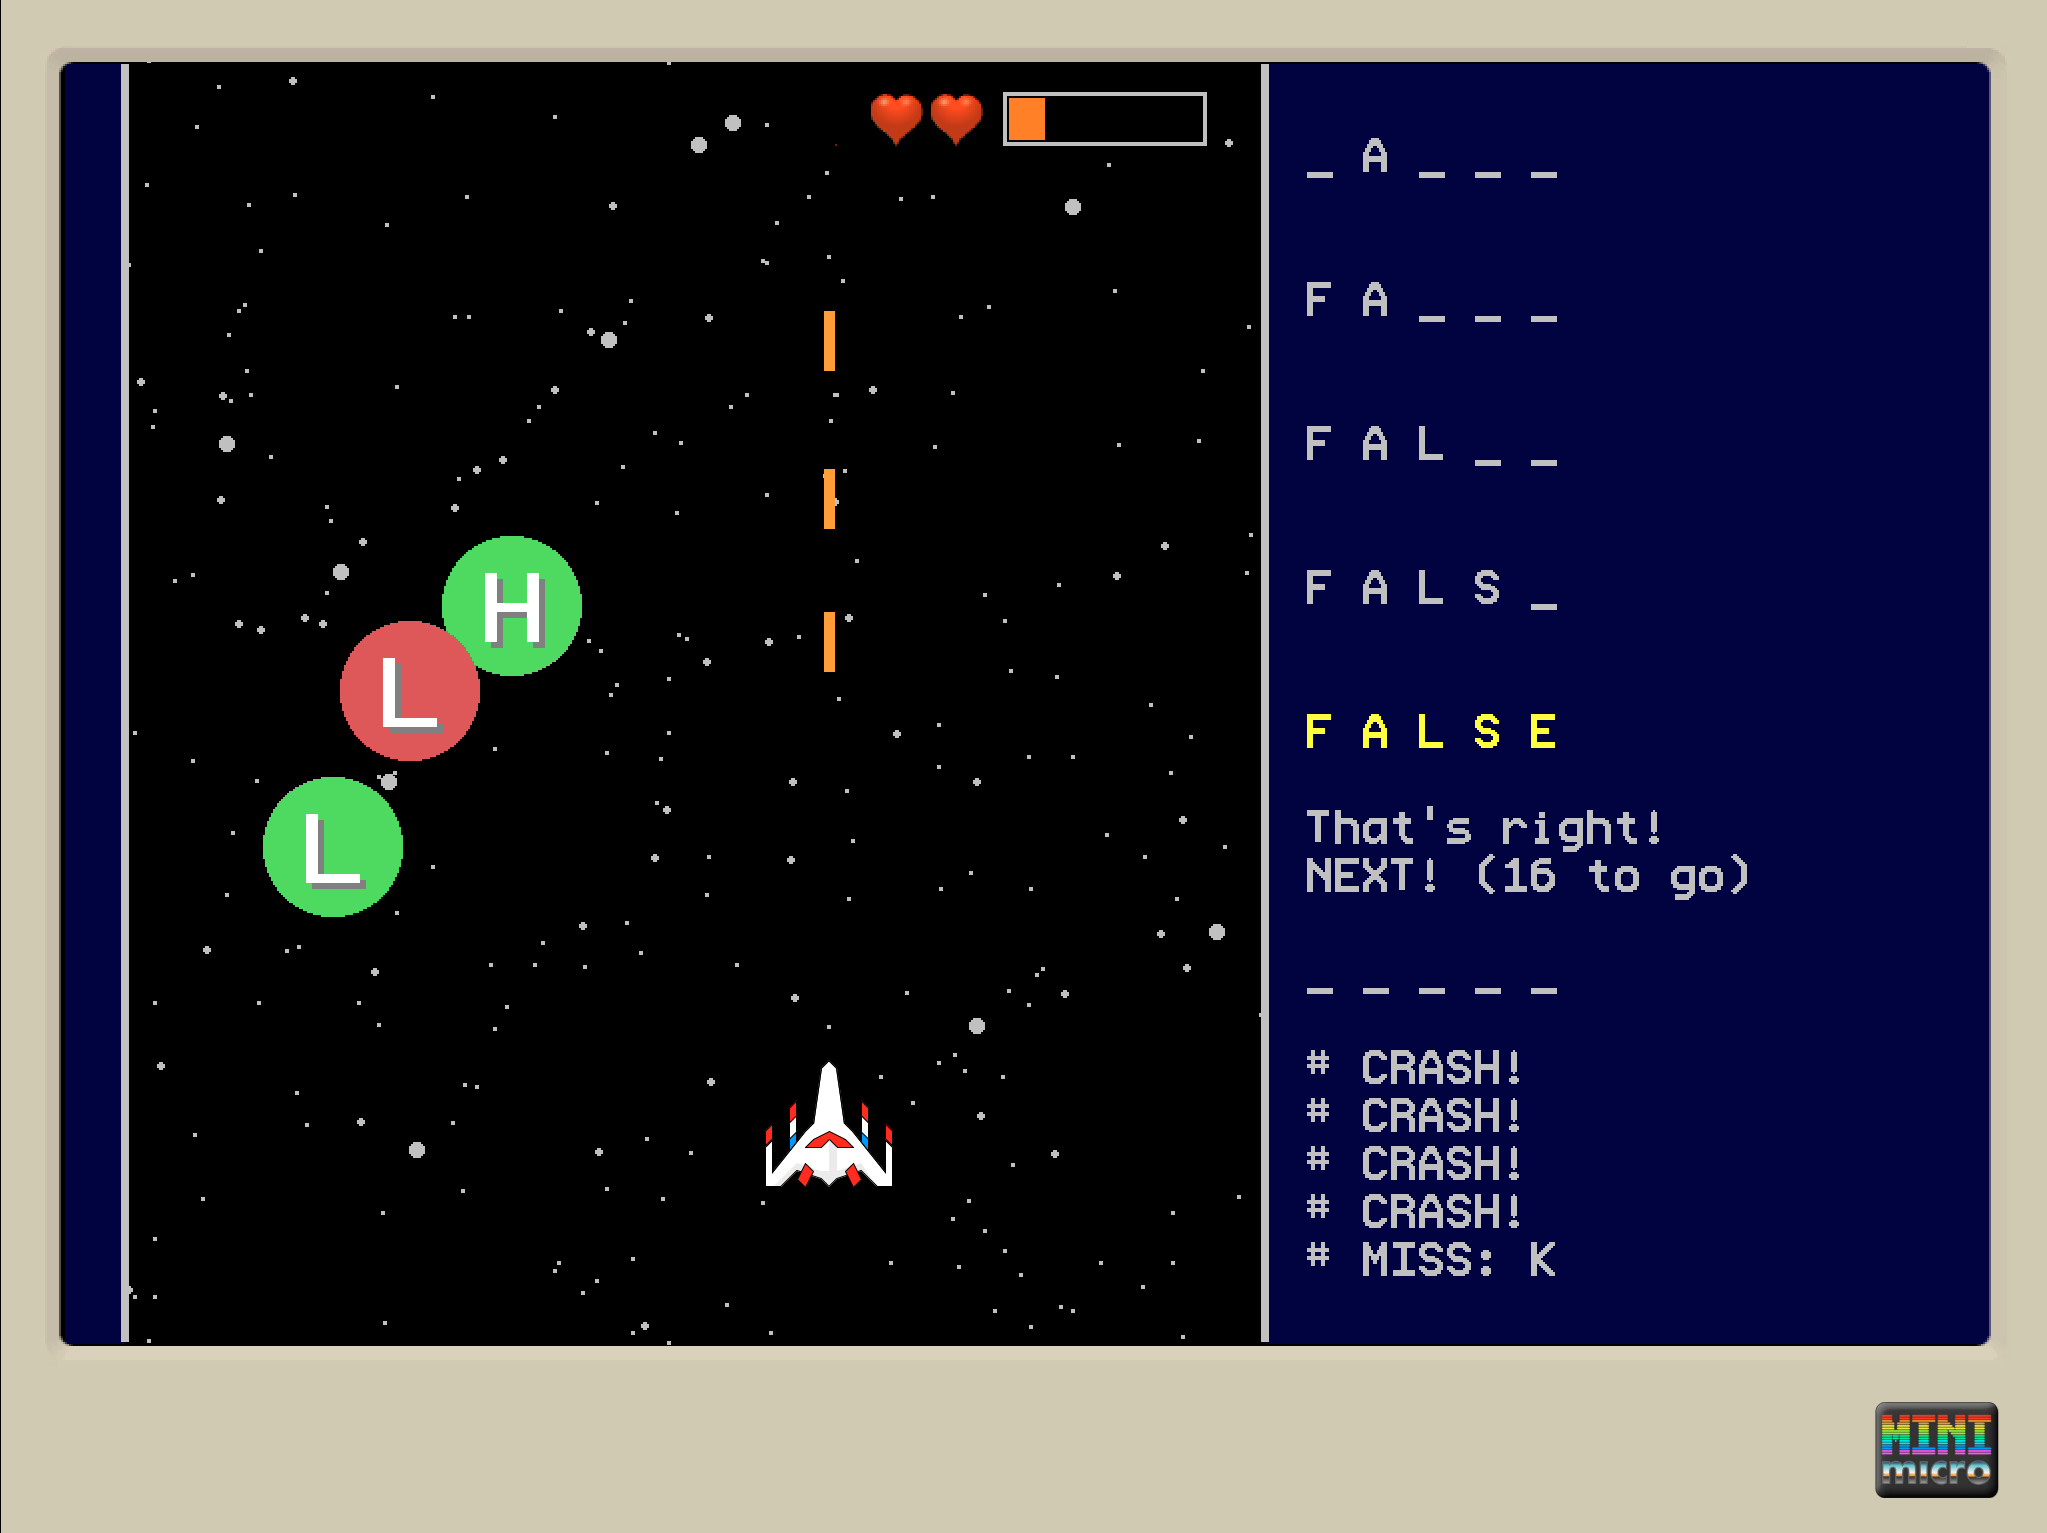 _ A _ _ _
F A _ _ _
F A L _ _
F A L S _
F A L S E
That's right!
NEXT! (16 to go)
_ _ _ _ _
# CRASH!
# CRASH!
# CRASH!
# CRASH!
# MISS: K
H
L
L
MINI
micro